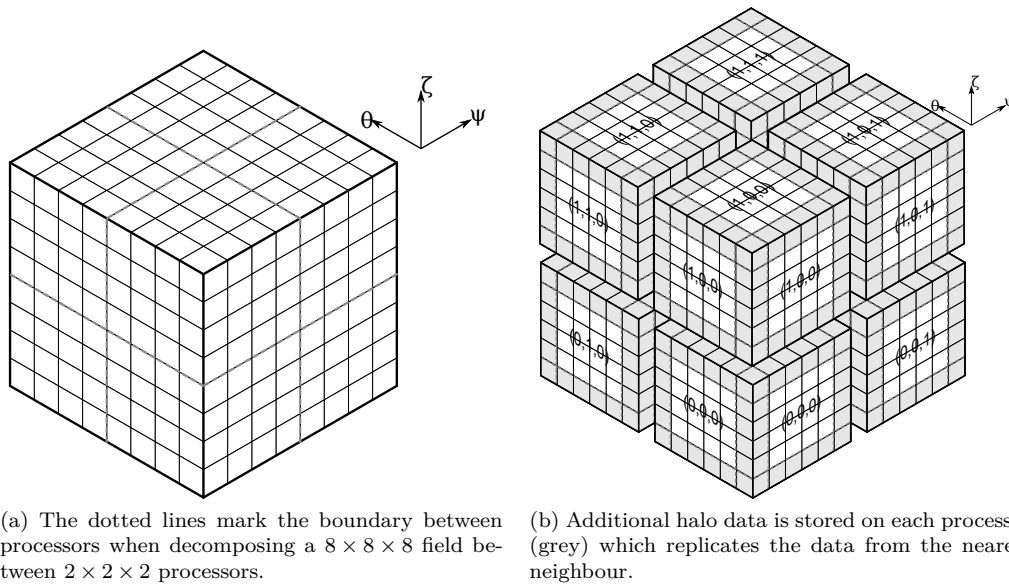 ζ
θ
ψ
(1,1,1)
(1,1,0)
(1,0,1)
(1,0,0)
(1,1,0)
(1,0,1)
(1,0,0)
(1,0,0)
(0,1,0)
(0,0,1)
(0,0,0)
(0,0,0)
ζ
θ
(a) The dotted lines mark the boundary between
processors when decomposing a 8 × 8 × 8 field be-
tween 2 × 2 × 2 processors.
(b) Additional halo data is stored on each process
(grey) which replicates the data from the neare
neighbour.